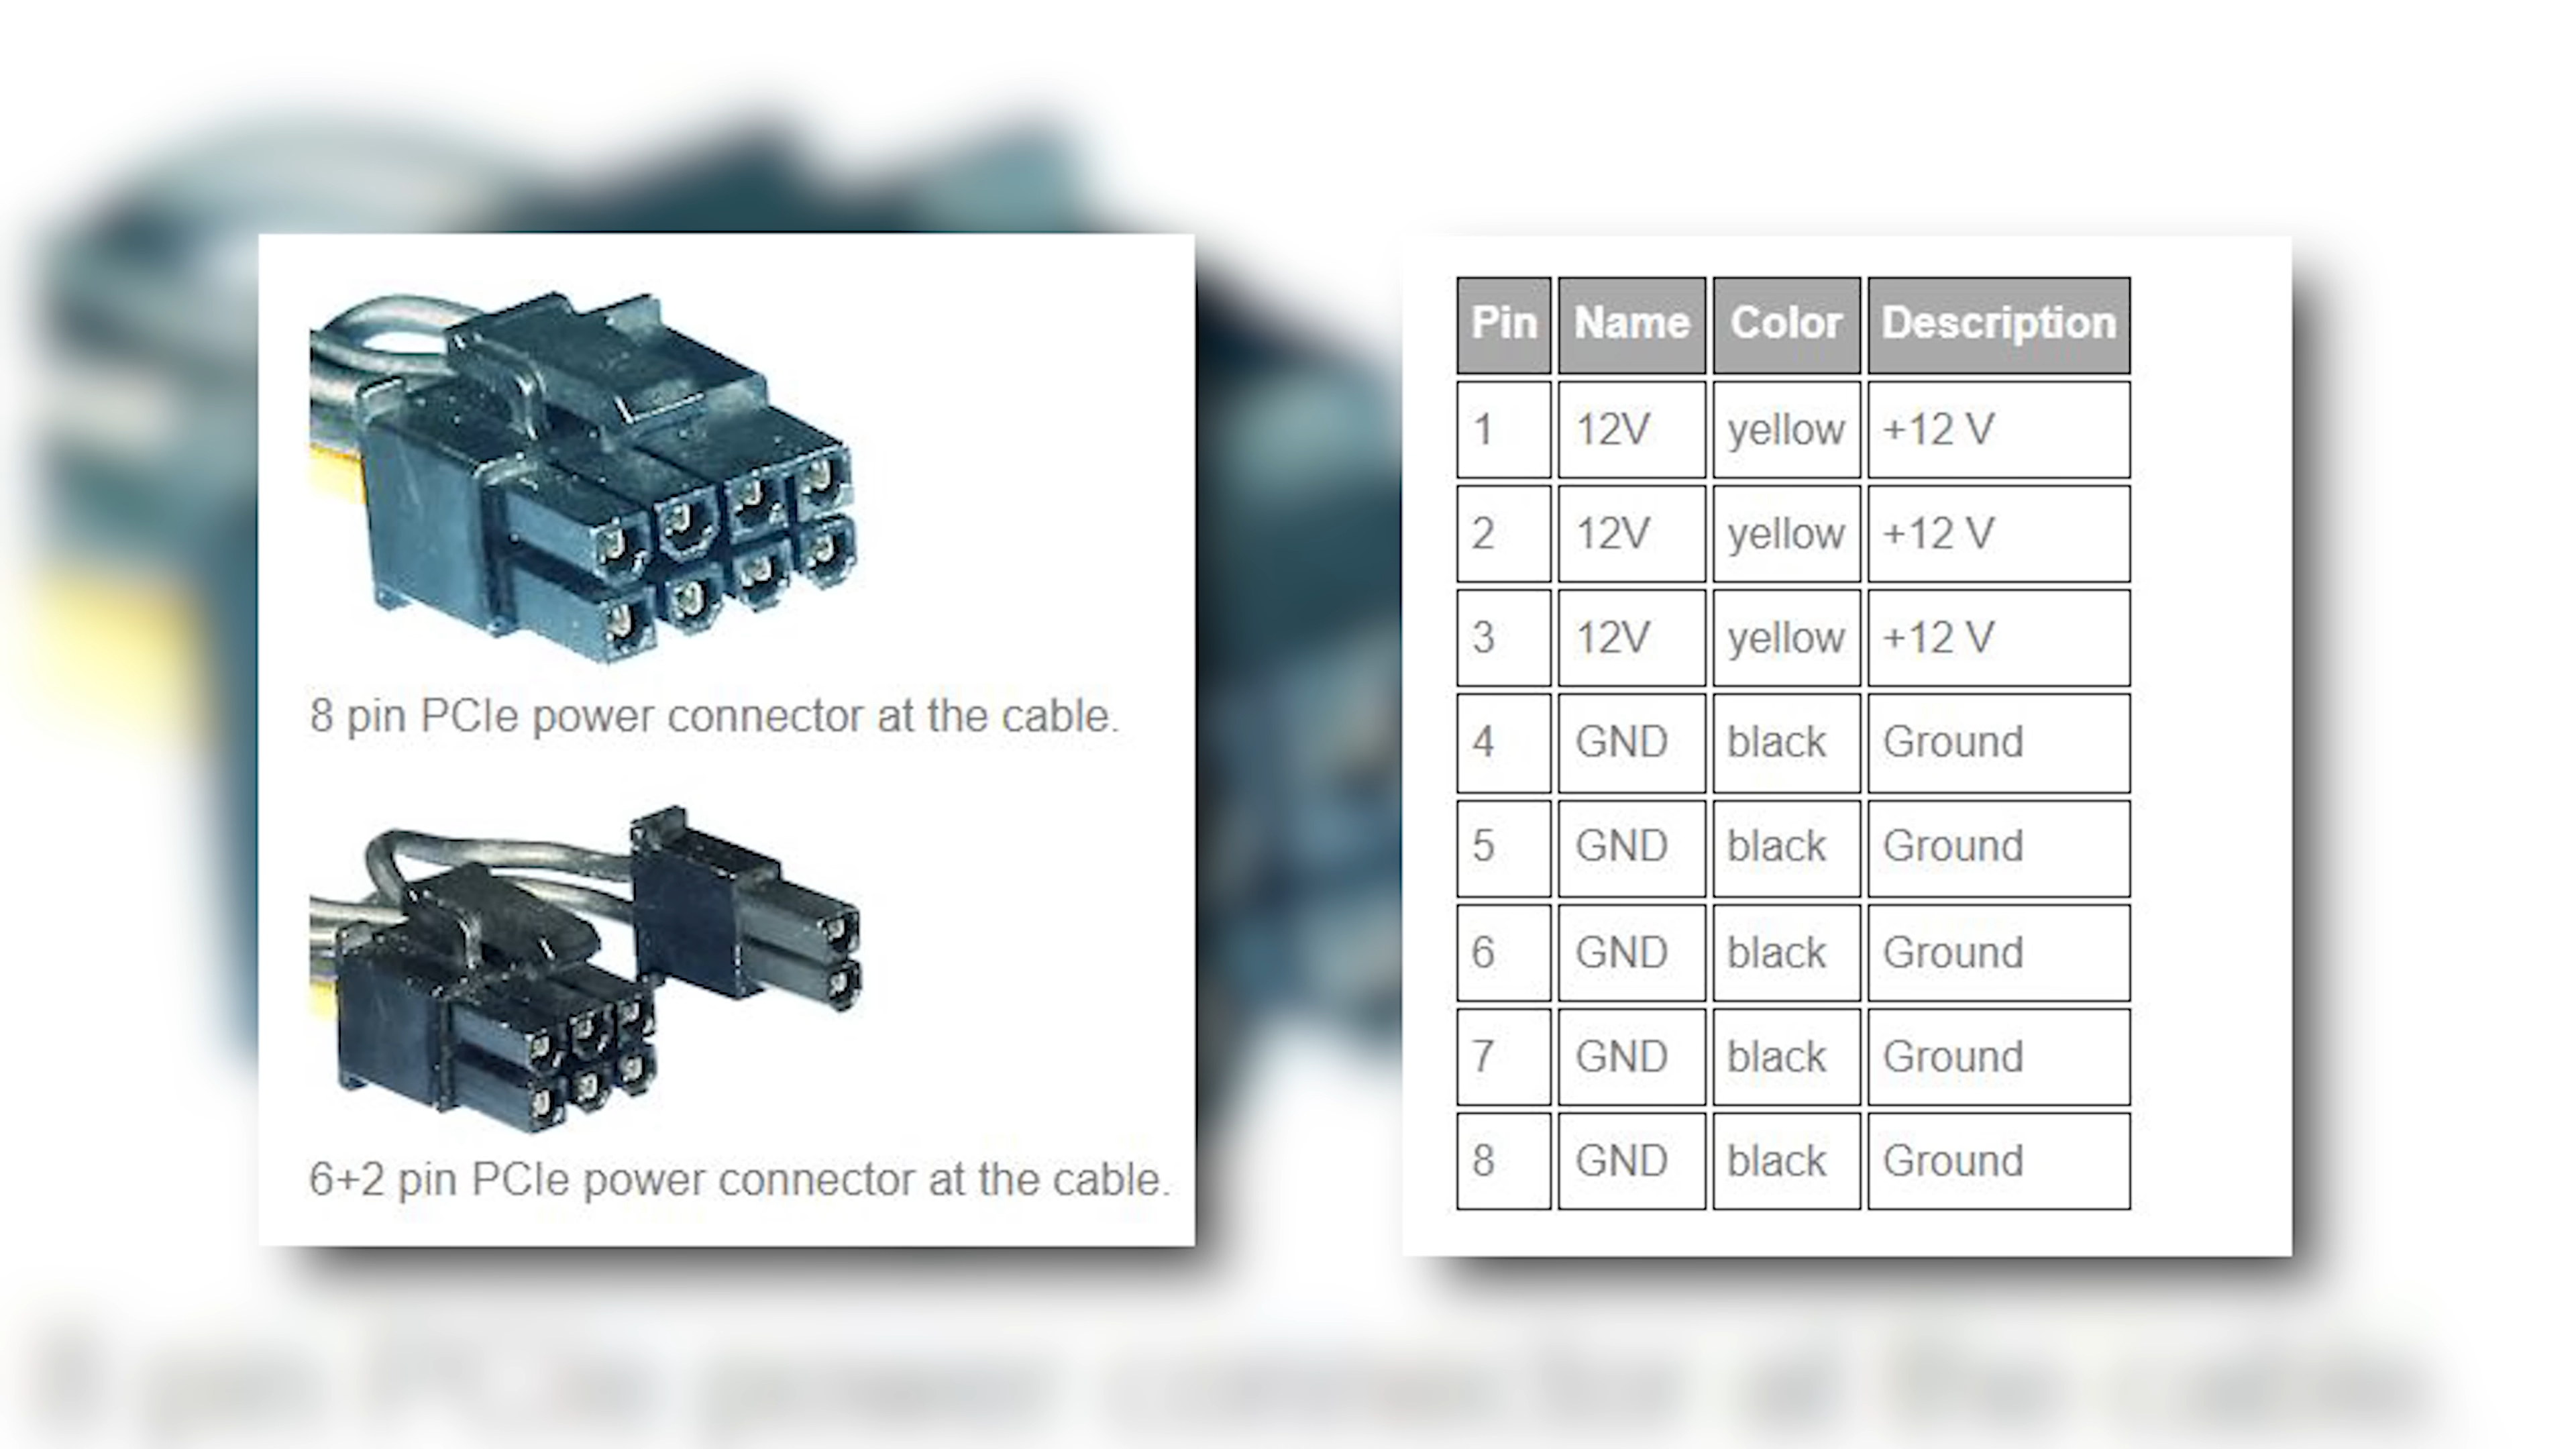 8 pin PCIe power connector at the cable.
6+2 pin PCIe power connector at the cable.
Pin Name Color Description
1 12V yellow +12 V
2 12V yellow +12 V
3 12V yellow +12 V
4 GND black Ground
5 GND black Ground
6 GND black Ground
7 GND black Ground
8 GND black Ground